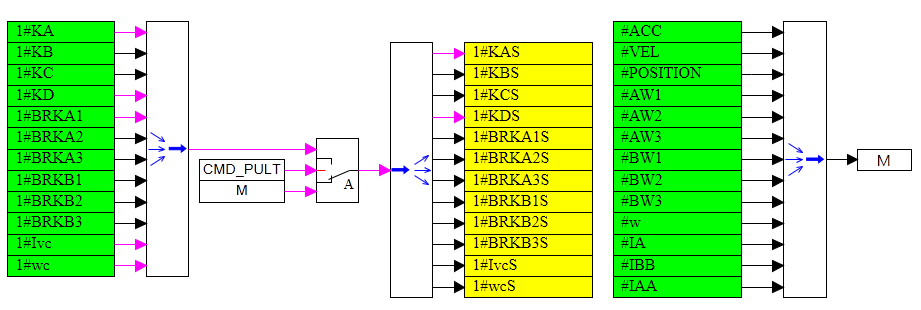 1#KA
1#KB
1#KC
1#KD
1#BRKA1
1#BRKA2
1#BRKA3
1#BRKB1
1#BRKB2
1#BRKB3
1#Ivc
1#wc
CMD_PULT
M
A
1#KAS
1#KBS
1#KCS
1#KDS
1#BRKA1S
1#BRKA2S
1#BRKA3S
1#BRKB1S
1#BRKB2S
1#BRKB3S
1#IvcS
1#wcS
#ACC
#VEL
#POSITION
#AW1
#AW2
#AW3
#BW1
#BW2
#BW3
#w
#IA
#IBB
#IAA
M